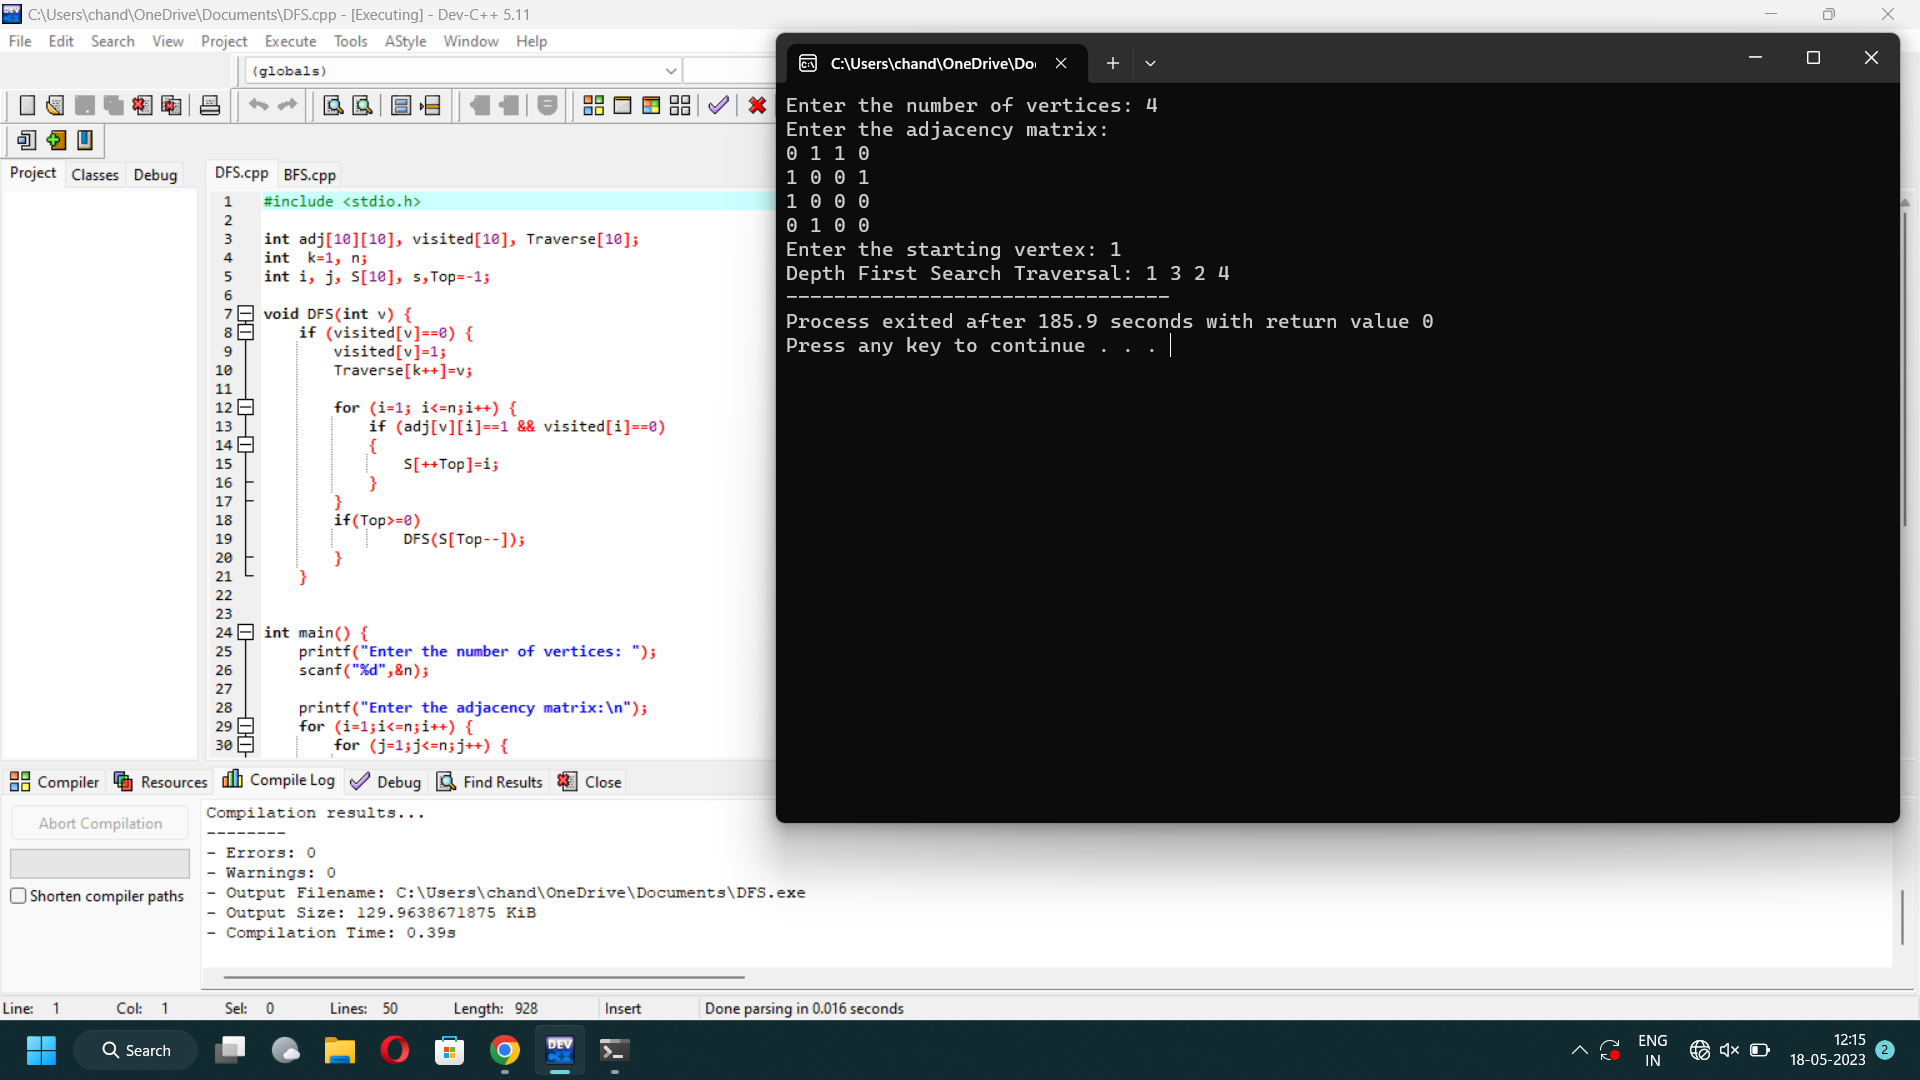 C:\Users\chand\OneDrive\Documents\DFS.cpp - [Executing] - Dev-C++ 5.11
File Edit Search View Project Execute Tools AStyle Window Help
(globals)
Project Classes Debug
DFS.cpp BFS.cpp
1 #include <stdio.h>
2
3 int adj[10][10], visited[10], Traverse[10];
4 int  k=1, n;
5 int i, j, S[10], s,Top=-1;
6
7 void DFS(int v) {
8     if (visited[v]==0) {
9         visited[v]=1;
10         Traverse[k++]=v;
11
12         for (i=1; i<=n;i++) {
13             if (adj[v][i]==1 && visited[i]==0)
14             {
15                 S[++Top]=i;
16             }
17         }
18         if(Top>=0)
19                 DFS(S[Top--]);
20         }
21     }
22
23
24 int main() {
25     printf("Enter the number of vertices: ");
26     scanf("%d",&n);
27
28     printf("Enter the adjacency matrix:\n");
29     for (i=1;i<=n;i++) {
30         for (j=1;j<=n;j++) {
C:\Users\chand\OneDrive\Do
Enter the number of vertices: 4
Enter the adjacency matrix:
0 1 1 0
1 0 0 1
1 0 0 0
0 1 0 0
Enter the starting vertex: 1
Depth First Search Traversal: 1 3 2 4
--------------------------------
Process exited after 185.9 seconds with return value 0
Press any key to continue . . .
Compiler Resources Compile Log Debug Find Results Close
Abort Compilation
Shorten compiler paths
Compilation results...
--------
- Errors: 0
- Warnings: 0
- Output Filename: C:\Users\chand\OneDrive\Documents\DFS.exe
- Output Size: 129.9638671875 KiB
- Compilation Time: 0.39s
Line: 1 Col: 1 Sel: 0 Lines: 50 Length: 928 Insert Done parsing in 0.016 seconds
Search
DEV C++
ENG
IN
12:15
18-05-2023
2